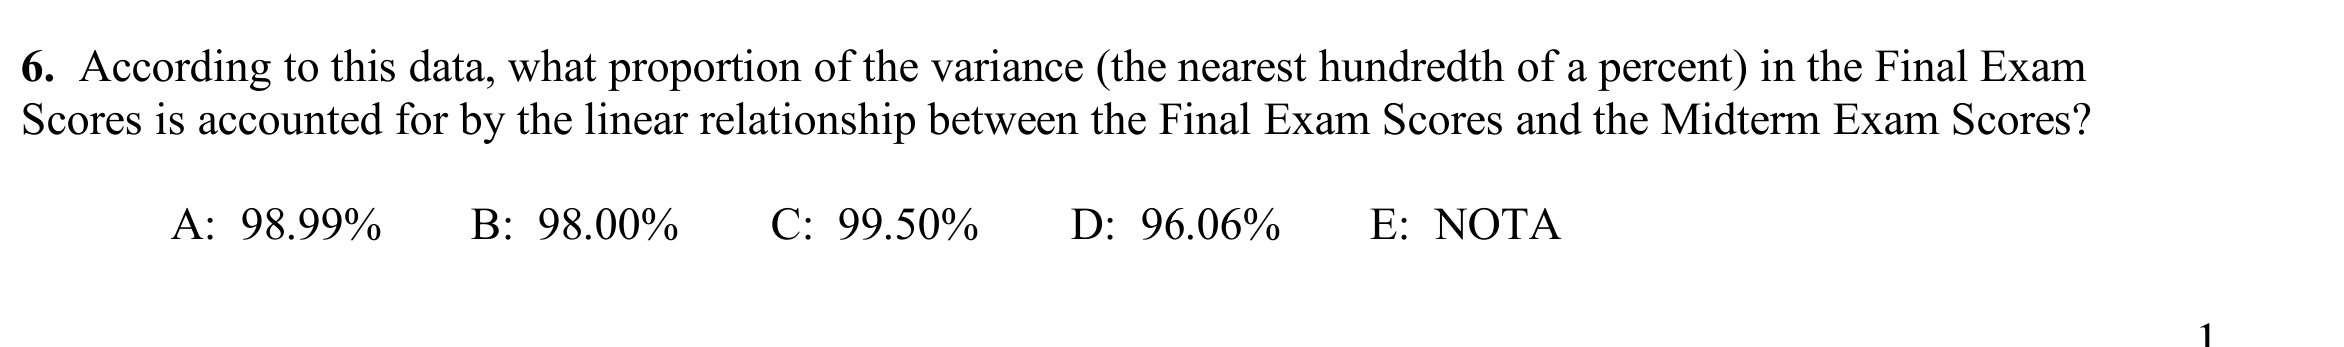 6. According to this data, what proportion of the variance (the nearest hundredth of a percent) in the Final Exam
Scores is accounted for by the linear relationship between the Final Exam Scores and the Midterm Exam Scores?
A: 98.99% B: 98.00% C: 99.50% D: 96.06% E: NOTA
1